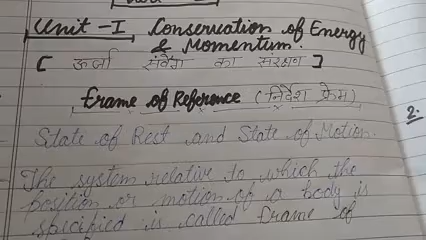 Unit - I Conservation of Energy
& Momentum.
[ ऊर्जा संवेग का संरक्षण ]
Frame of Reference (निर्देश फ्रेम)
2.
State of Rest and State of Motion.
The system relative to which the
position or motion of a body is
specified is called frame of